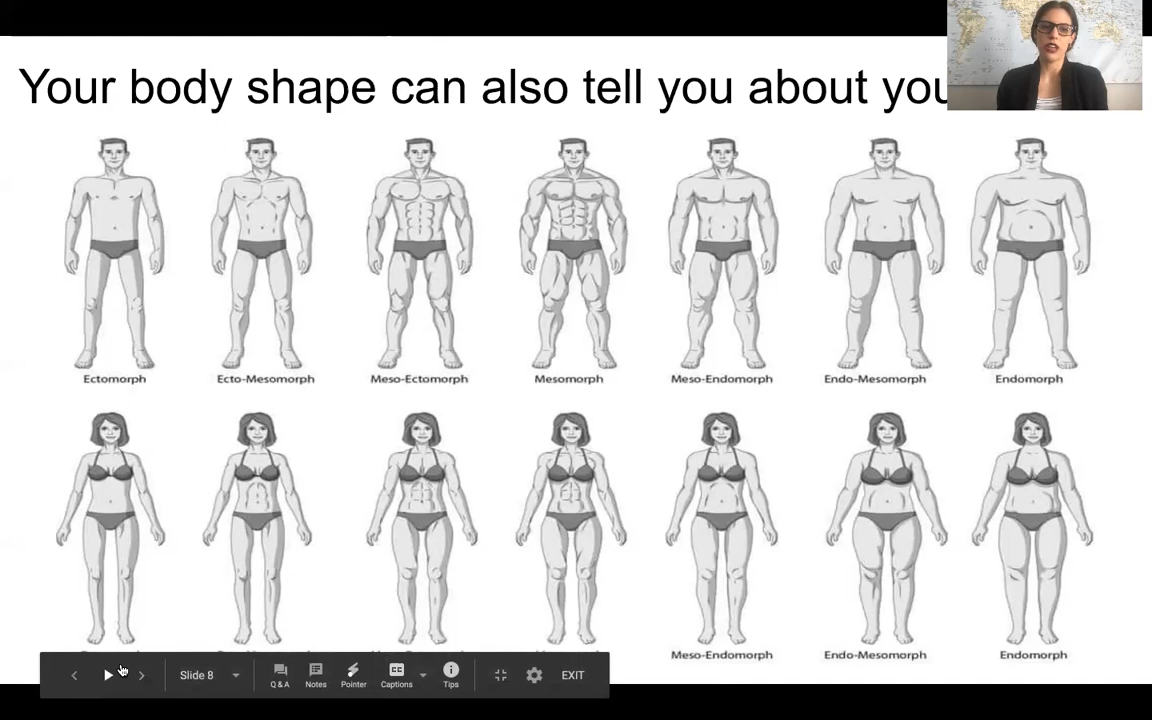 Your body shape can also tell you about
Ectomorph Ecto-Mesomorph Meso-Ectomorph Mesomorph Meso-Endomorph Endo-Mesomorph Endomorph
Meso-Endomorph Endo-Mesomorph Endomorph
Slide 8 Q & A Notes Pointer Captions Tips EXIT